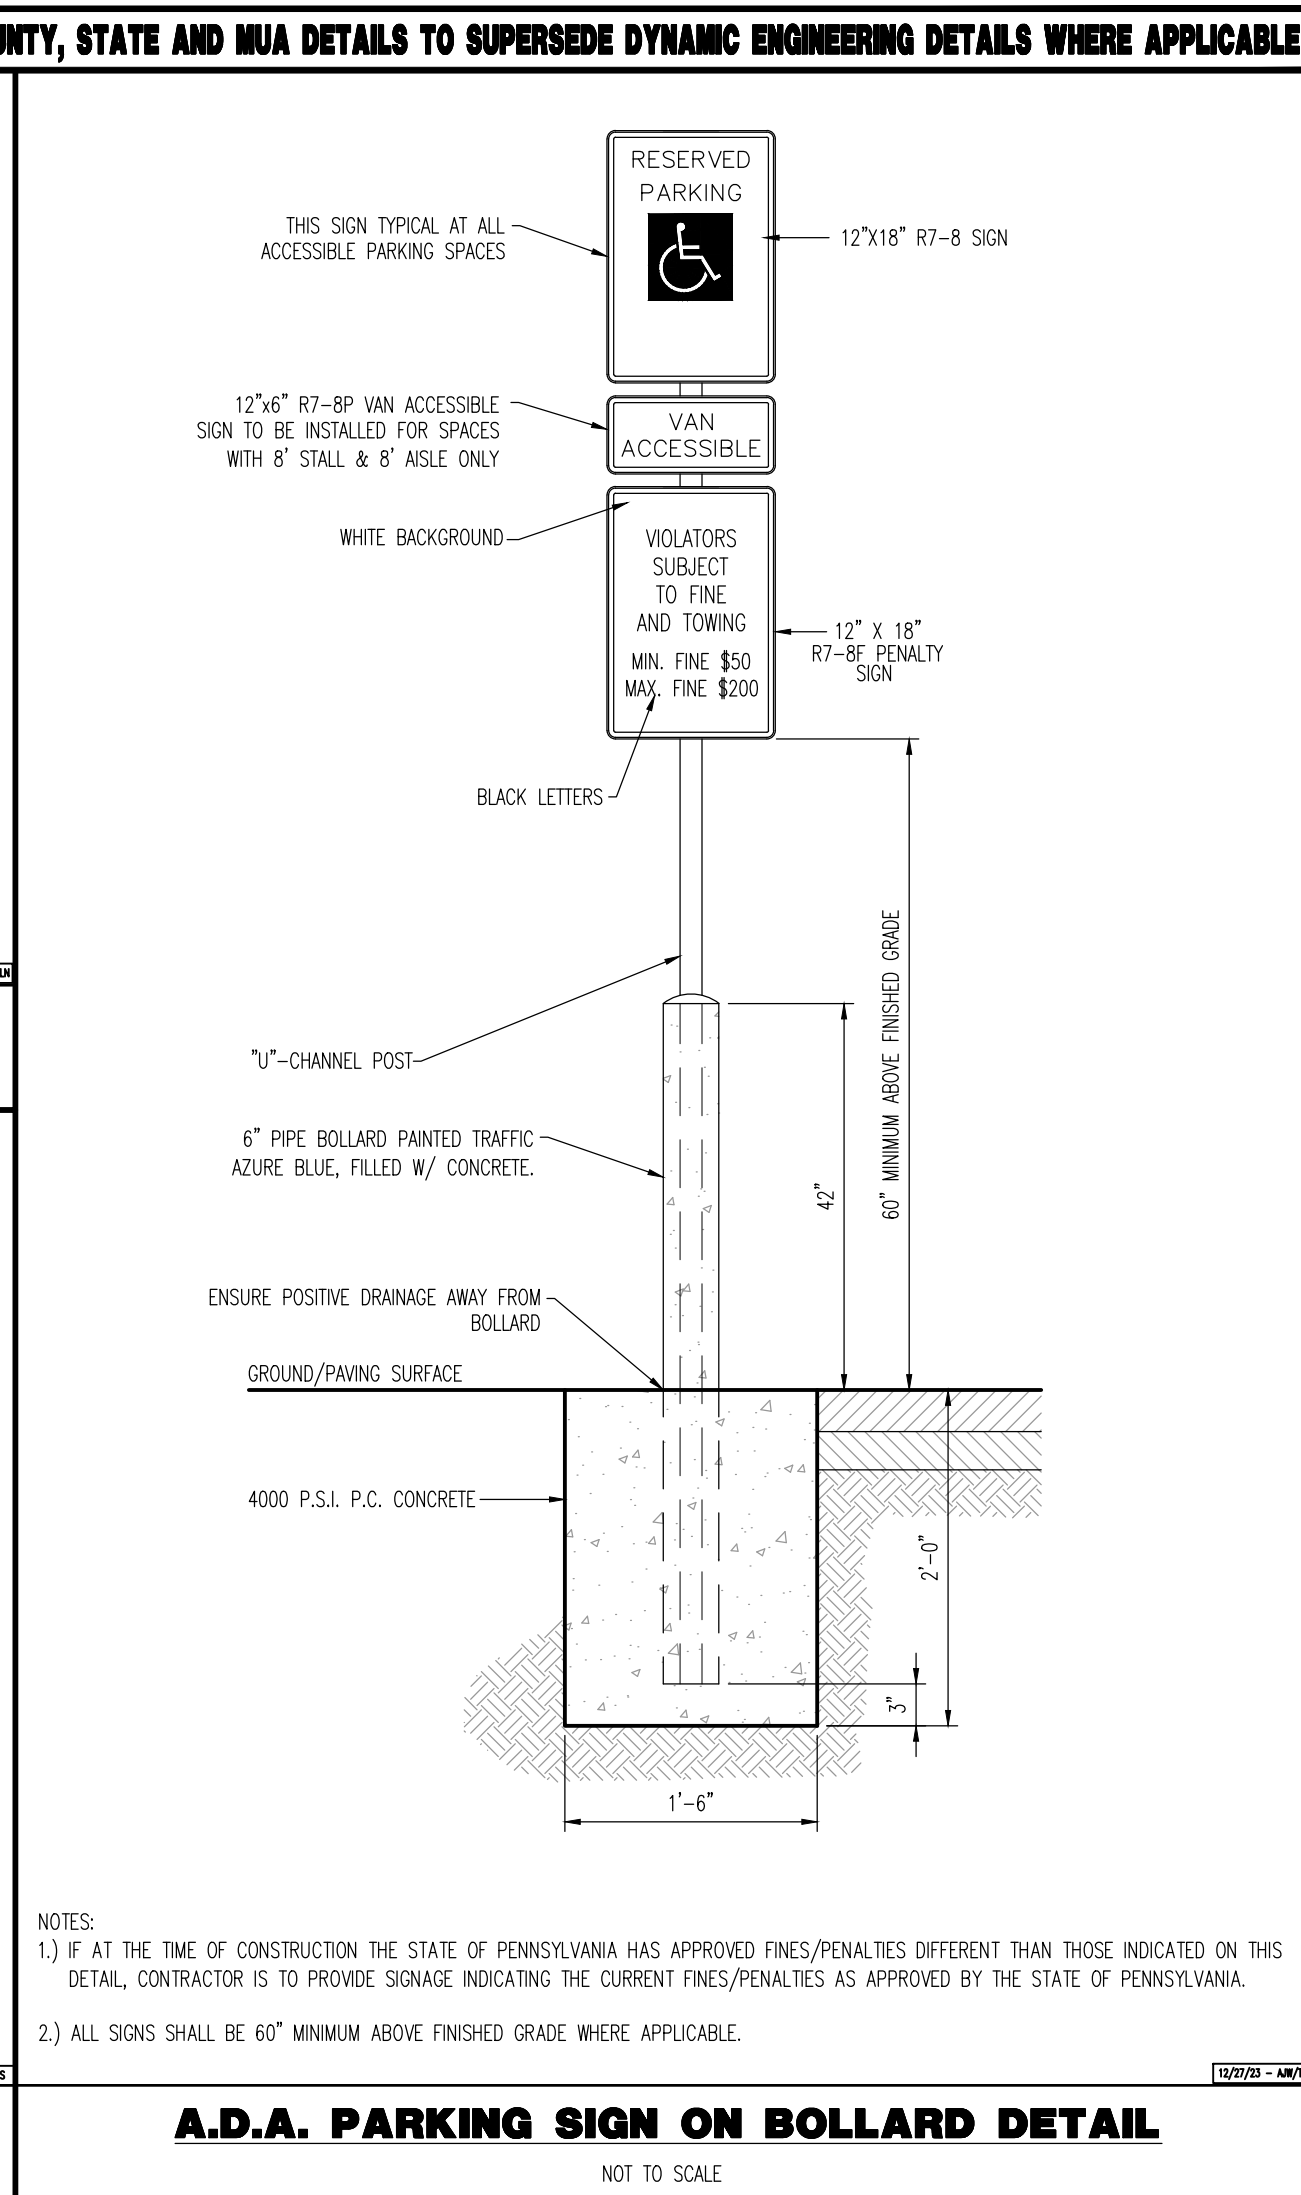 UNTY, STATE AND MUA DETAILS TO SUPERSEDE DYNAMIC ENGINEERING DETAILS WHERE APPLICABLE
RESERVED
PARKING
THIS SIGN TYPICAL AT ALL
ACCESSIBLE PARKING SPACES
12"X18" R7-8 SIGN
12"x6" R7-8P VAN ACCESSIBLE
SIGN TO BE INSTALLED FOR SPACES
WITH 8' STALL & 8' AISLE ONLY
VAN
ACCESSIBLE
WHITE BACKGROUND
VIOLATORS
SUBJECT
TO FINE
AND TOWING
MIN. FINE $50
MAX. FINE $200
12" X 18"
R7-8F PENALTY
SIGN
BLACK LETTERS
60" MINIMUM ABOVE FINISHED GRADE
LN
"U"-CHANNEL POST
6" PIPE BOLLARD PAINTED TRAFFIC
AZURE BLUE, FILLED W/ CONCRETE.
42"
ENSURE POSITIVE DRAINAGE AWAY FROM
BOLLARD
GROUND/PAVING SURFACE
4000 P.S.I. P.C. CONCRETE
2'-0"
3"
1'-6"
NOTES:
1.) IF AT THE TIME OF CONSTRUCTION THE STATE OF PENNSYLVANIA HAS APPROVED FINES/PENALTIES DIFFERENT THAN THOSE INDICATED ON THIS
DETAIL, CONTRACTOR IS TO PROVIDE SIGNAGE INDICATING THE CURRENT FINES/PENALTIES AS APPROVED BY THE STATE OF PENNSYLVANIA.
2.) ALL SIGNS SHALL BE 60" MINIMUM ABOVE FINISHED GRADE WHERE APPLICABLE.
S
12/27/23 - AJW/T
A.D.A. PARKING SIGN ON BOLLARD DETAIL
NOT TO SCALE